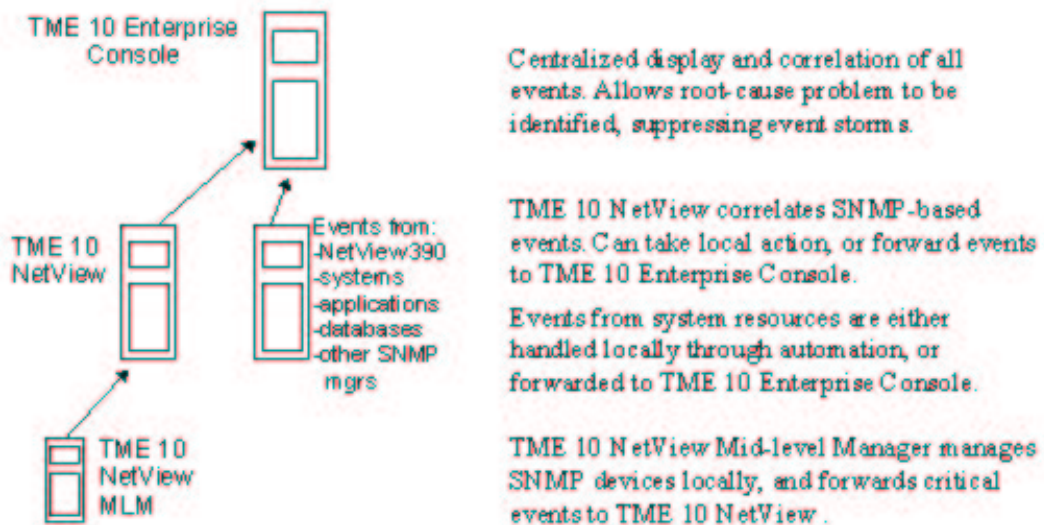 TME 10 Enterprise
Console
Centralized display and correlation of all
events. Allows root-cause problem to be
identified, suppressing event storms.
TME 10
NetView
Events from:
-NetView390
-systems
-applications
-databases
-other SNMP
mgrs
TME 10 NetView correlates SNMP-based
events. Can take local action, or forward events
to TME 10 Enterprise Console.
Events from system resources are either
handled locally through automation, or
forwarded to TME 10 Enterprise Console.
TME 10
NetView
MLM
TME 10 NetView Mid-level Manager manages
SNMP devices locally, and forwards critical
events to TME 10 NetView.